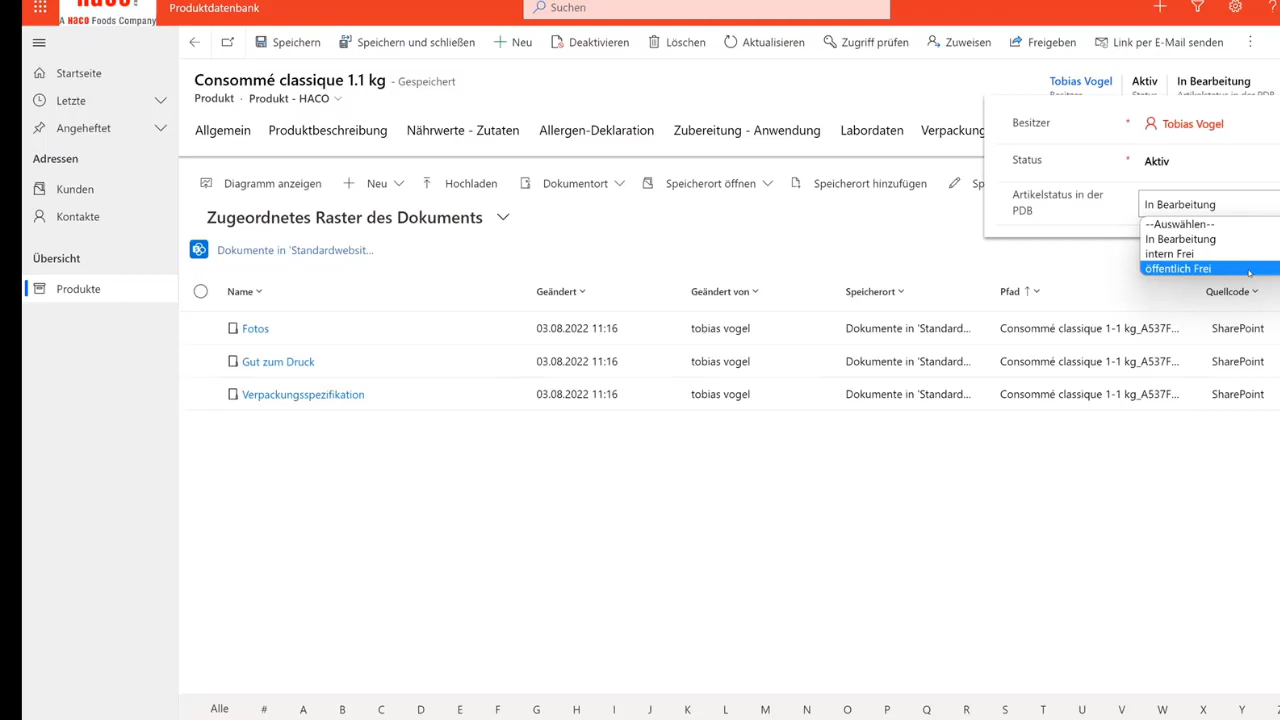 Produktdatenbank
Suchen
A HACO Foods Company
Speichern
Speichern und schließen
Neu
Deaktivieren
Löschen
Aktualisieren
Zugriff prüfen
Zuweisen
Freigeben
Link per E-Mail senden
Startseite
Letzte
Angeheftet
Adressen
Kunden
Kontakte
Übersicht
Produkte
Consommé classique 1.1 kg - Gespeichert
Produkt · Produkt - HACO
Tobias Vogel
Aktiv
In Bearbeitung
Allgemein
Produktbeschreibung
Nährwerte - Zutaten
Allergen-Deklaration
Zubereitung - Anwendung
Labordaten
Verpackung
Besitzer * Tobias Vogel
Status * Aktiv
Artikelstatus in der PDB
In Bearbeitung
--Auswählen--
In Bearbeitung
intern Frei
öffentlich Frei
Diagramm anzeigen
Neu
Hochladen
Dokumentort
Speicherort öffnen
Speicherort hinzufügen
Sp
Zugeordnetes Raster des Dokuments
Dokumente in 'Standardwebsit...
Name Geändert Geändert von Speicherort Pfad ↑ Quellcode
Fotos 03.08.2022 11:16 tobias vogel Dokumente in 'Standard... Consommé classique 1-1 kg_A537F... SharePoint
Gut zum Druck 03.08.2022 11:16 tobias vogel Dokumente in 'Standard... Consommé classique 1-1 kg_A537F... SharePoint
Verpackungsspezifikation 03.08.2022 11:16 tobias vogel Dokumente in 'Standard... Consommé classique 1-1 kg_A537F... SharePoint
Alle # A B C D E F G H I J K L M N O P Q R S T U V W X Y